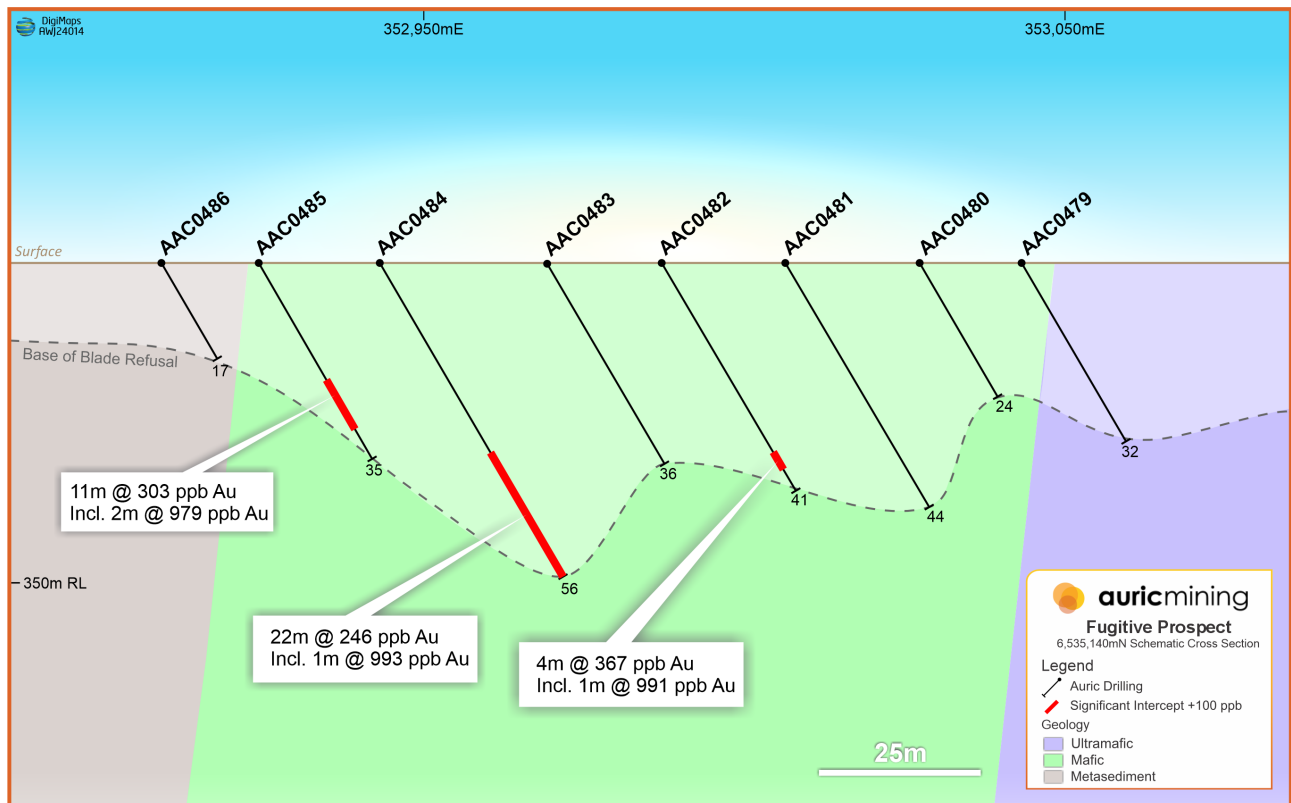 DigiMaps
AWJ24014
352,950mE
353,050mE
AAC0486
AAC0485
AAC0484
AAC0483
AAC0482
AAC0481
AAC0480
AAC0479
Surface
Base of Blade Refusal
17
35
56
36
41
44
24
32
11m @ 303 ppb Au
Incl. 2m @ 979 ppb Au
22m @ 246 ppb Au
Incl. 1m @ 993 ppb Au
4m @ 367 ppb Au
Incl. 1m @ 991 ppb Au
350m RL
25m
auricmining
Fugitive Prospect
6,535,140mN Schematic Cross Section
Legend
Auric Drilling
Significant Intercept +100 ppb
Geology
Ultramafic
Mafic
Metasediment